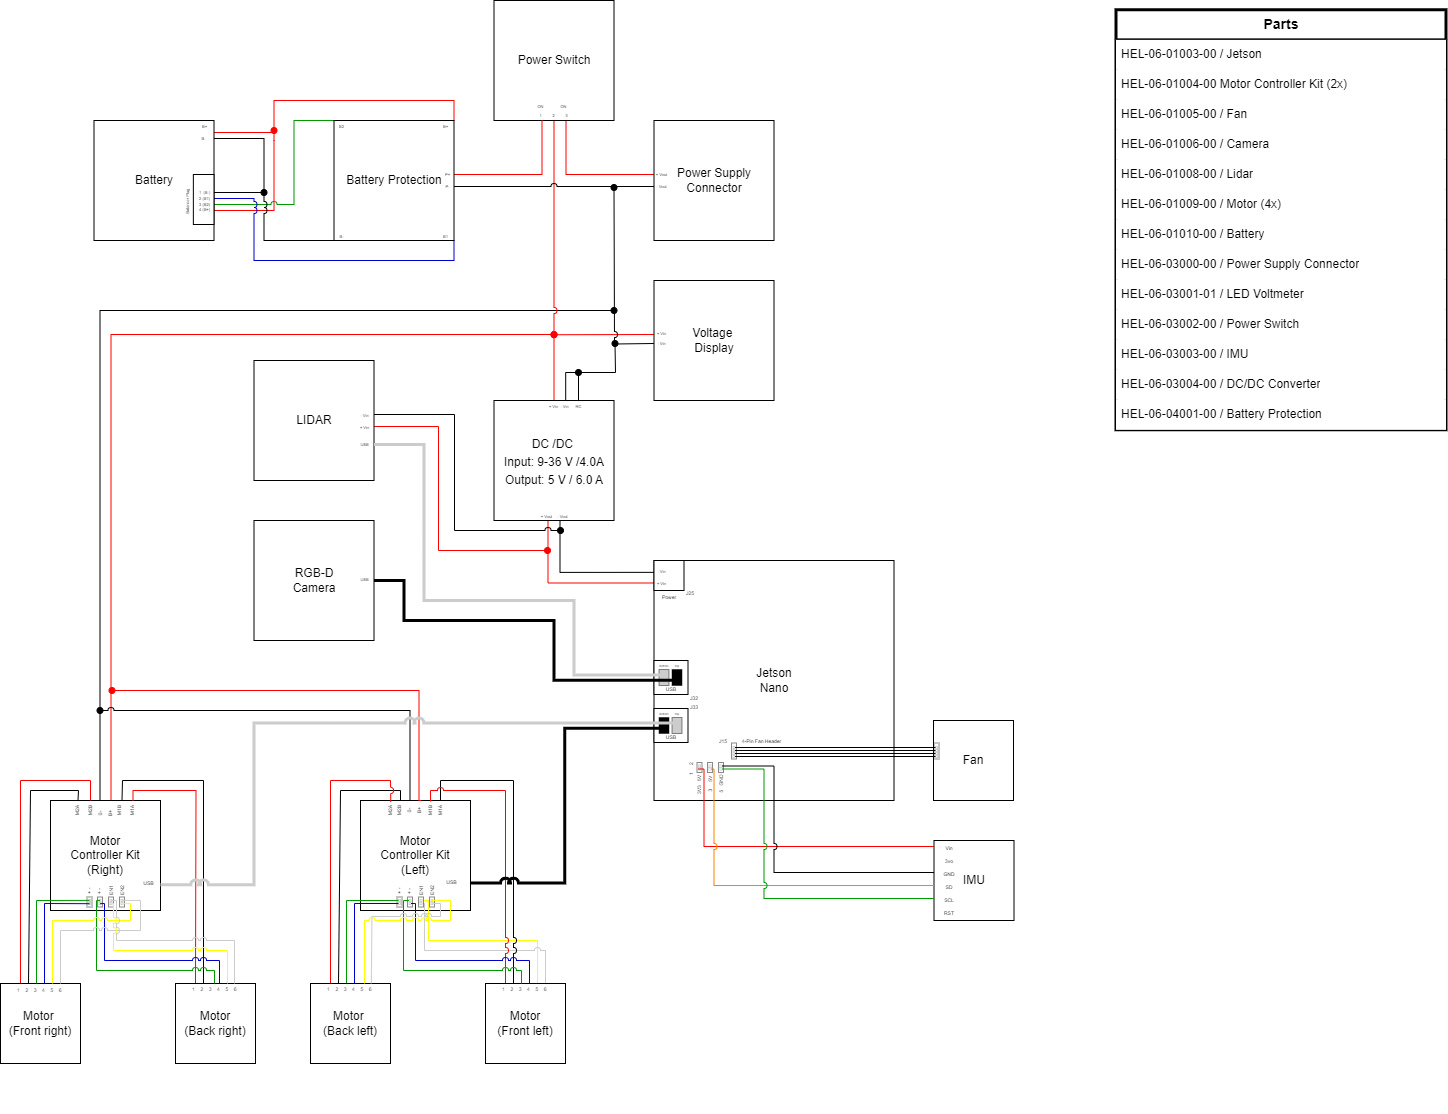 Parts
HEL-06-01003-00 / Jetson
HEL-06-01004-00 Motor Controller Kit (2x)
HEL-06-01005-00 / Fan
HEL-06-01006-00 / Camera
HEL-06-01008-00 / Lidar
HEL-06-01009-00 / Motor (4x)
HEL-06-01010-00 / Battery
HEL-06-03000-00 / Power Supply Connector
HEL-06-03001-01 / LED Voltmeter
HEL-06-03002-00 / Power Switch
HEL-06-03003-00 / IMU
HEL-06-03004-00 / DC/DC Converter
HEL-06-04001-00 / Battery Protection
Power Switch
ON
ON
1
2
3
Battery
B+
B-
1 (B-)
2 (B1)
3 (B2)
4 (B+)
Battery Protection
B2
B+
P+
P-
B-
B1
Power Supply
Connector
+ Vout
- Vout
Voltage
Display
+ Vin
- Vin
LIDAR
- Vin
+ Vin
USB
+ Vin
- Vin
RC
DC /DC
Input: 9-36 V /4.0A
Output: 5 V / 6.0 A
+ Vout
- Vout
RGB-D
Camera
USB
- Vin
+ Vin
Power
J25
Jetson
Nano
USB
J32
J33
USB
J15
4-Pin Fan Header
2
1
5V
5V
GND
3V3
3
5
Fan
IMU
Vin
3vo
GND
SD
SCL
RST
M2A
M2B
B-
B+
M1B
M1A
Motor
Controller Kit
(Right)
USB
+ -
+ -
EN1
EN2
M2A
M2B
B-
B+
M1B
M1A
Motor
Controller Kit
(Left)
USB
+ -
+ -
EN1
EN2
1 2 3 4 5 6
Motor
(Front right)
1 2 3 4 5 6
Motor
(Back right)
1 2 3 4 5 6
Motor
(Back left)
1 2 3 4 5 6
Motor
(Front left)